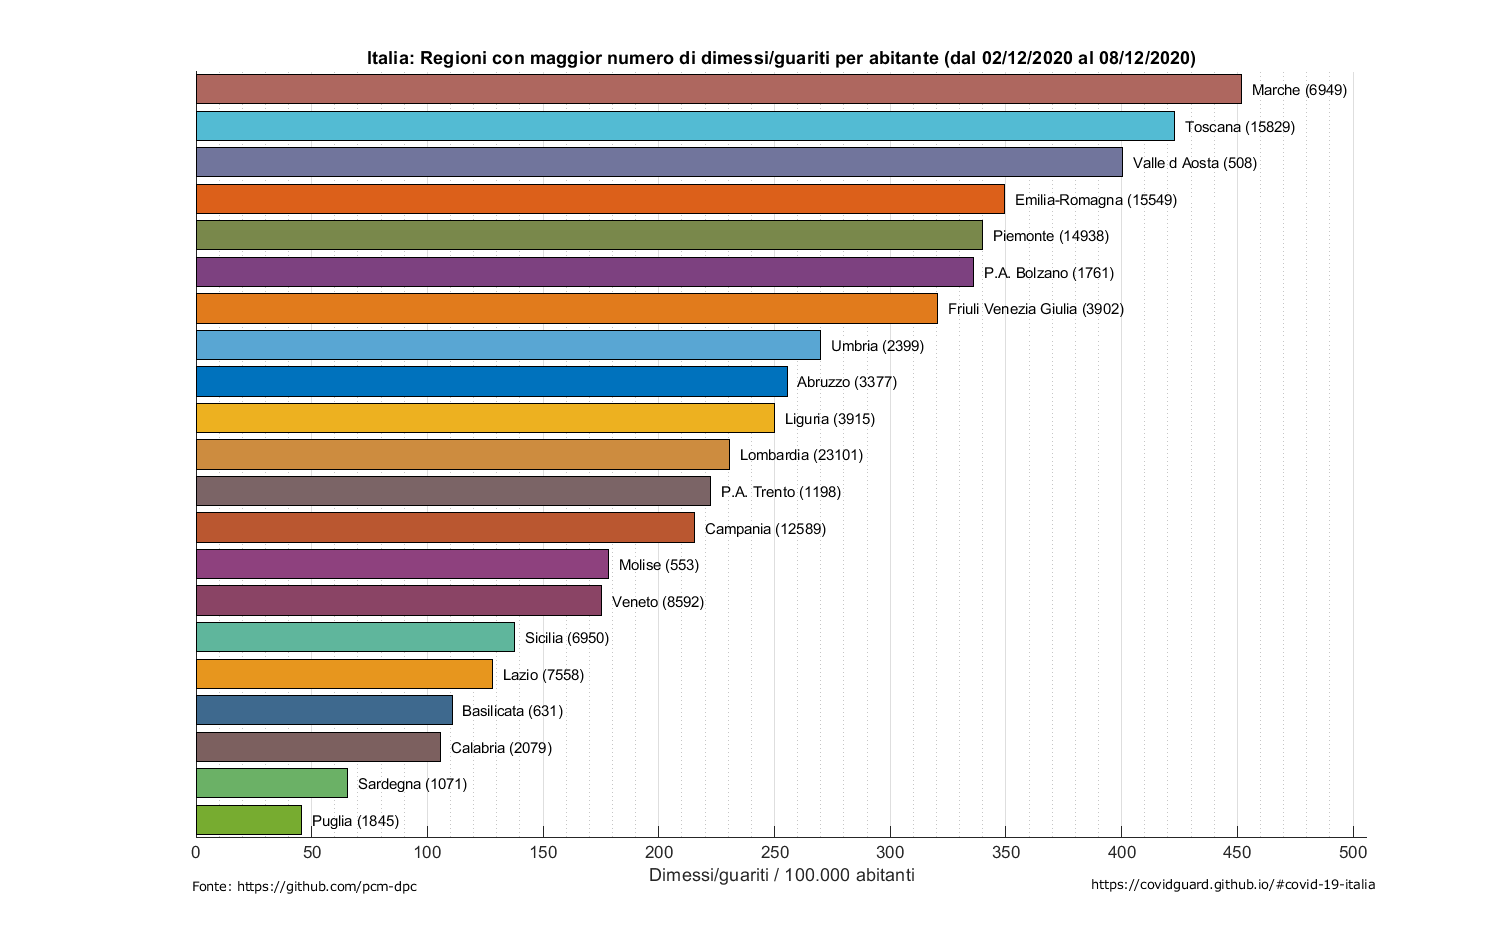 Italia: Regioni con maggior numero di dimessi/guariti per abitante (dal 02/12/2020 al 08/12/2020)
Marche (6949)
Toscana (15829)
Valle d Aosta (508)
Emilia-Romagna (15549)
Piemonte (14938)
P.A. Bolzano (1761)
Friuli Venezia Giulia (3902)
Umbria (2399)
Abruzzo (3377)
Liguria (3915)
Lombardia (23101)
P.A. Trento (1198)
Campania (12589)
Molise (553)
Veneto (8592)
Sicilia (6950)
Lazio (7558)
Basilicata (631)
Calabria (2079)
Sardegna (1071)
Puglia (1845)
0 50 100 150 200 250 300 350 400 450 500
Dimessi/guariti / 100.000 abitanti
Fonte: https://github.com/pcm-dpc
https://covidguard.github.io/#covid-19-italia